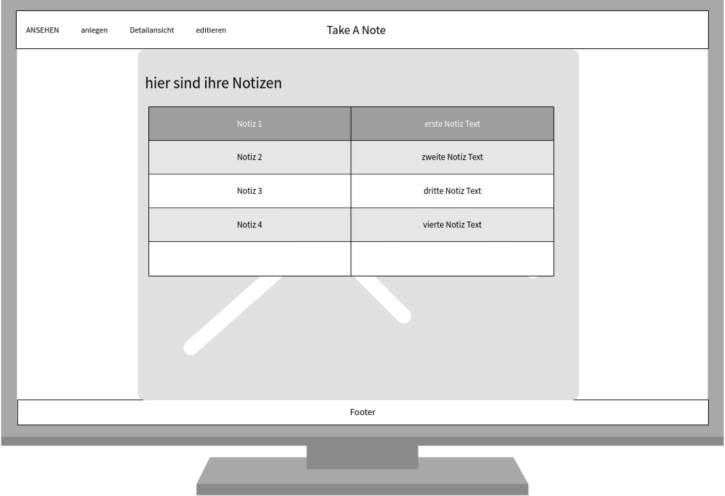 ANSEHEN anlegen Detailansicht editieren Take A Note
hier sind ihre Notizen
Notiz 1 erste Notiz Text
Notiz 2 zweite Notiz Text
Notiz 3 dritte Notiz Text
Notiz 4 vierte Notiz Text
Footer